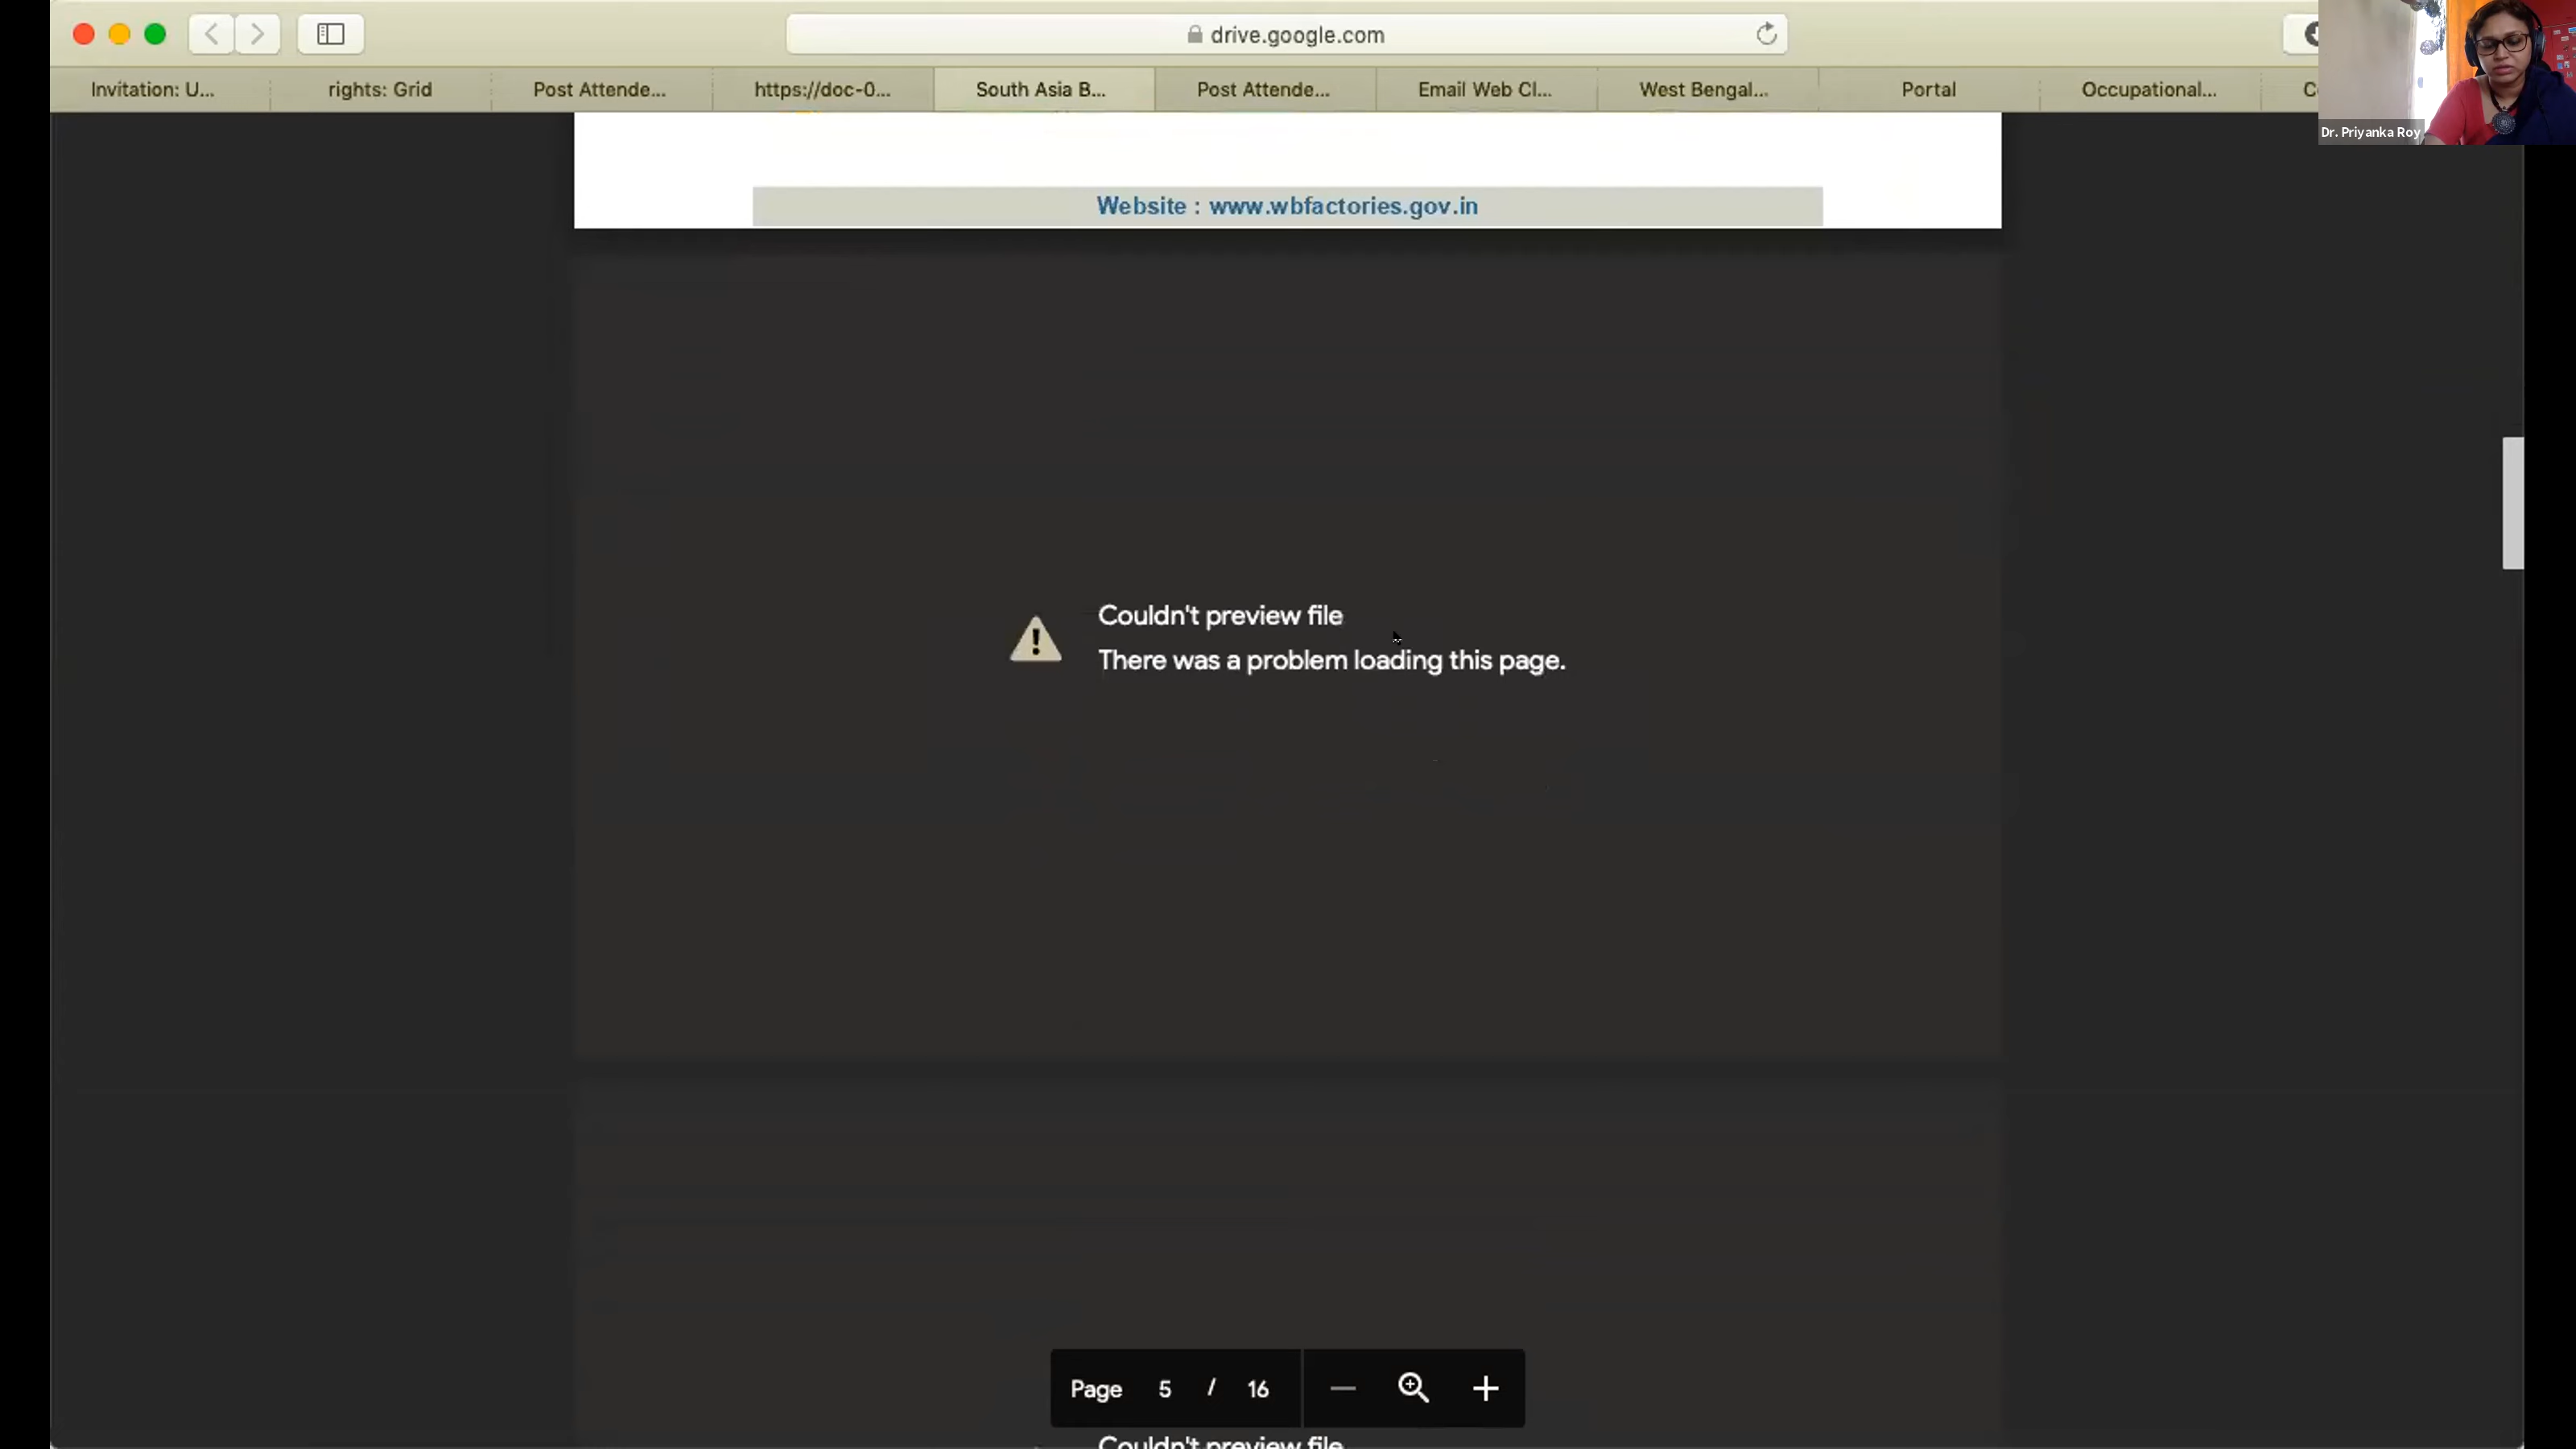 drive.google.com
Invitation: U...
rights: Grid
Post Attende...
https://doc-0...
South Asia B...
Post Attende...
Email Web Cl...
West Bengal...
Portal
Occupational...
Dr. Priyanka Roy
Website : www.wbfactories.gov.in
Couldn't preview file
There was a problem loading this page.
Page 5 / 16
Couldn't preview file